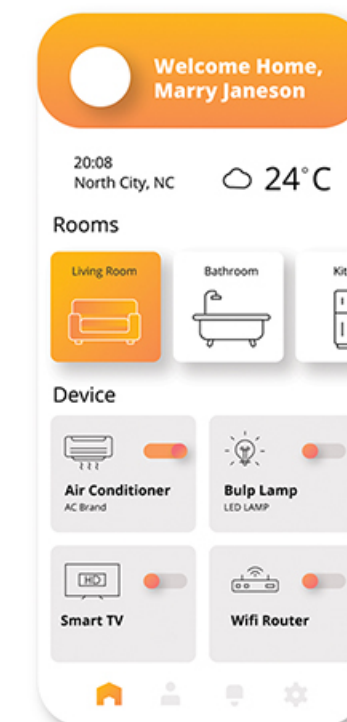 Welcome Home,
Marry Janeson
20:08
North City, NC
24°C
Rooms
Living Room
Bathroom
Kit
Device
Air Conditioner
AC Brand
Bulp Lamp
LED LAMP
HD
Smart TV
Wifi Router